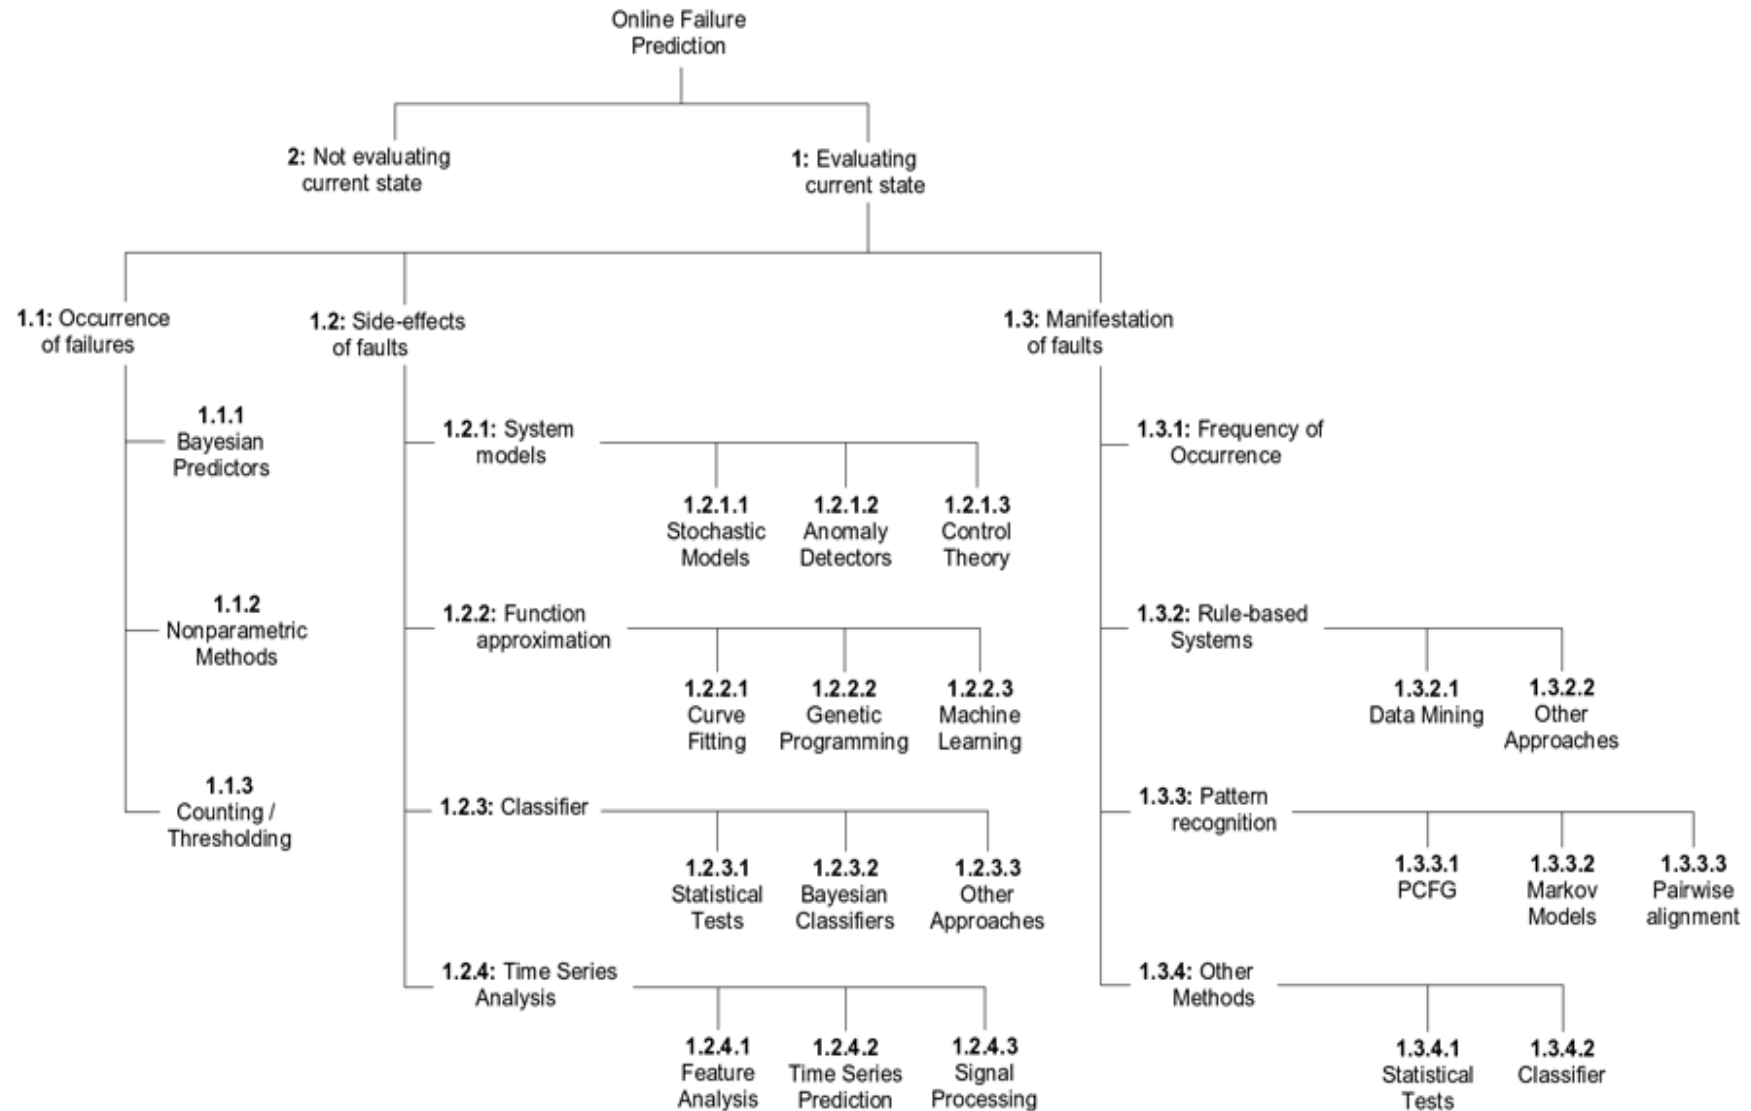 Online Failure
Prediction
2: Not evaluating
current state
1: Evaluating
current state
1.1: Occurrence
of failures
1.2: Side-effects
of faults
1.3: Manifestation
of faults
1.1.1
Bayesian
Predictors
1.1.2
Nonparametric
Methods
1.1.3
Counting /
Thresholding
1.2.1: System
models
1.2.1.1
Stochastic
Models
1.2.1.2
Anomaly
Detectors
1.2.1.3
Control
Theory
1.2.2: Function
approximation
1.2.2.1
Curve
Fitting
1.2.2.2
Genetic
Programming
1.2.2.3
Machine
Learning
1.2.3: Classifier
1.2.3.1
Statistical
Tests
1.2.3.2
Bayesian
Classifiers
1.2.3.3
Other
Approaches
1.2.4: Time Series
Analysis
1.2.4.1
Feature
Analysis
1.2.4.2
Time Series
Prediction
1.2.4.3
Signal
Processing
1.3.1: Frequency of
Occurrence
1.3.2: Rule-based
Systems
1.3.2.1
Data Mining
1.3.2.2
Other
Approaches
1.3.3: Pattern
recognition
1.3.3.1
PCFG
1.3.3.2
Markov
Models
1.3.3.3
Pairwise
alignment
1.3.4: Other
Methods
1.3.4.1
Statistical
Tests
1.3.4.2
Classifier